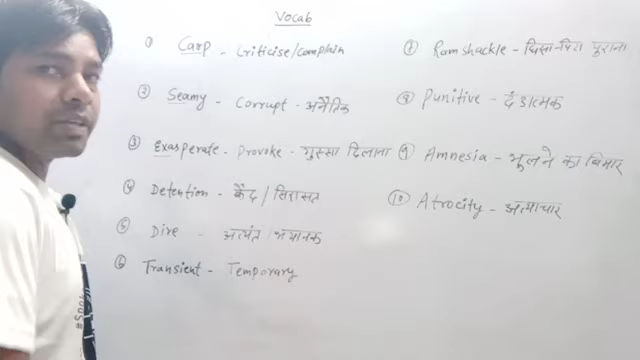 Vocab
① Carp - Criticise/Complain
② Seamy - Corrupt - अनैतिक
③ Exasperate - Provoke - गुस्सा दिलाना
④ Detention - कैद / हिरासत
⑤ Dire - अत्यंत भयानक
⑥ Transient - Temporary
⑦ Ramshackle - घिसा-पिटा पुराना
⑧ Punitive - दंडात्मक
⑨ Amnesia - भूलने का बिमार
⑩ Atrocity - अत्याचार